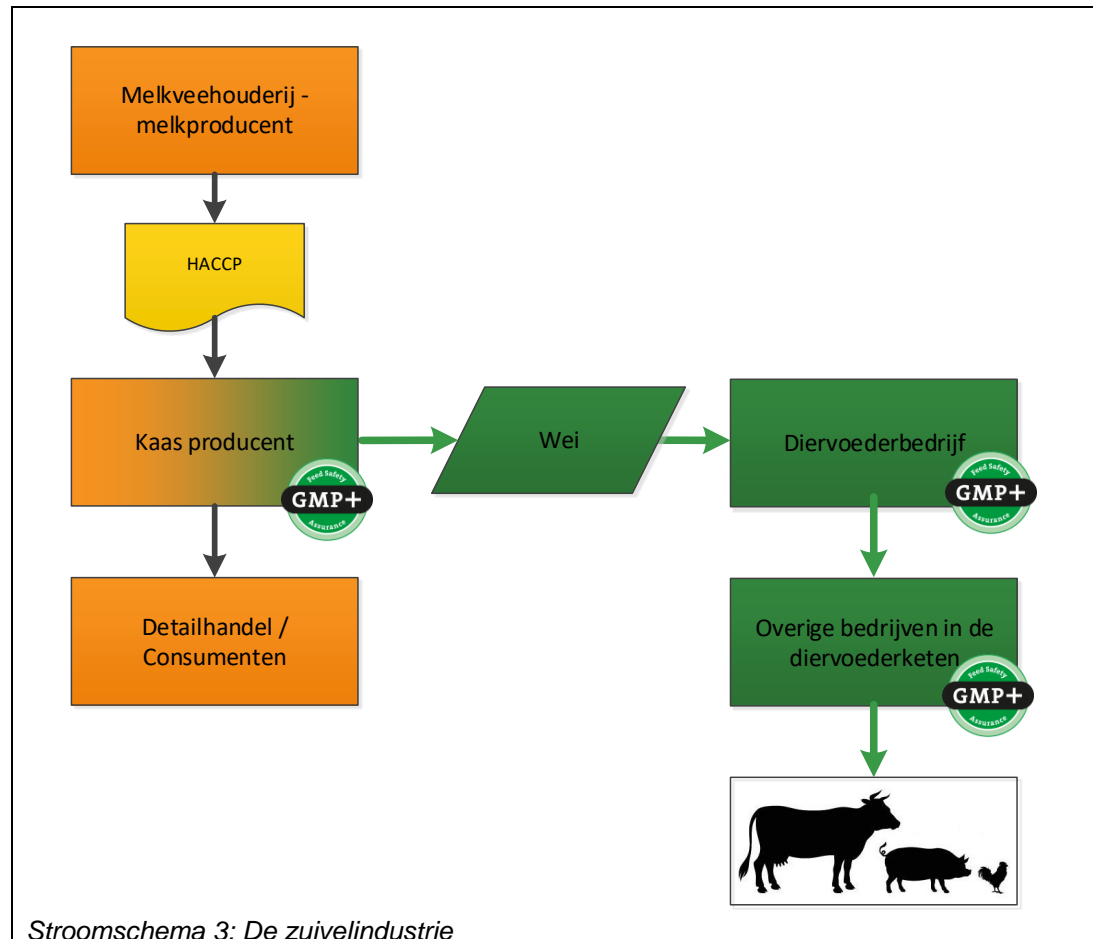 Melkveehouderij -
melkproducent
HACCP
Kaas producent
Feed Safety
GMP+
Assurance
Wei
Diervoederbedrijf
Feed Safety
GMP+
Assurance
Detailhandel /
Consumenten
Overige bedrijven in de
diervoederketen
Feed Safety
GMP+
Assurance
Stroomschema 3: De zuivelindustrie